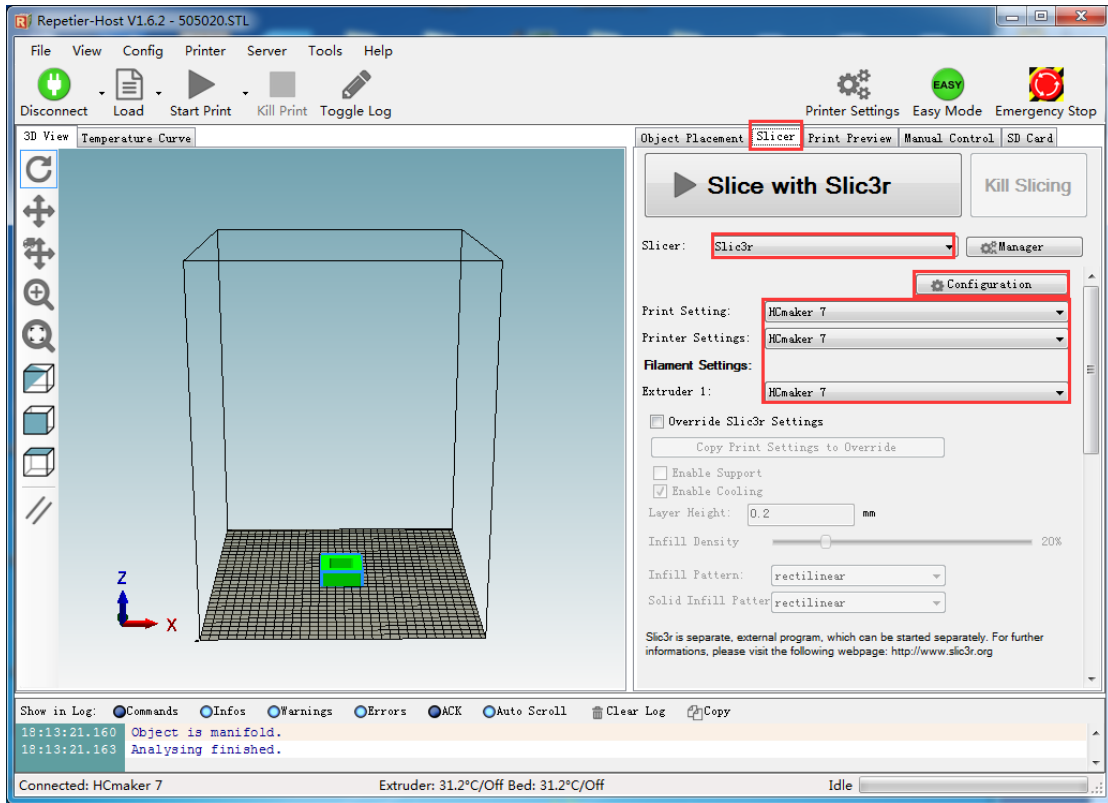 Repetier-Host V1.6.2 - 505020.STL
File View Config Printer Server Tools Help
Disconnect Load Start Print Kill Print Toggle Log Printer Settings Easy Mode Emergency Stop
EASY
3D View Temperature Curve
Object Placement Slicer Print Preview Manual Control SD Card
Slice with Slic3r Kill Slicing
Slicer: Slic3r Manager
Configuration
Print Setting: HCmaker 7
Printer Settings: HCmaker 7
Filament Settings:
Extruder 1: HCmaker 7
Override Slic3r Settings
Copy Print Settings to Override
Enable Support
Enable Cooling
Layer Height: 0.2 mm
Infill Density 20%
Infill Pattern: rectilinear
Solid Infill Patter rectilinear
Slic3r is separate, external program, which can be started separately. For further
informations, please visit the following webpage: http://www.slic3r.org
Z
X
Show in Log: Commands Infos Warnings Errors ACK Auto Scroll Clear Log Copy
18:13:21.160 Object is manifold.
18:13:21.163 Analysing finished.
Connected: HCmaker 7 Extruder: 31.2°C/Off Bed: 31.2°C/Off Idle